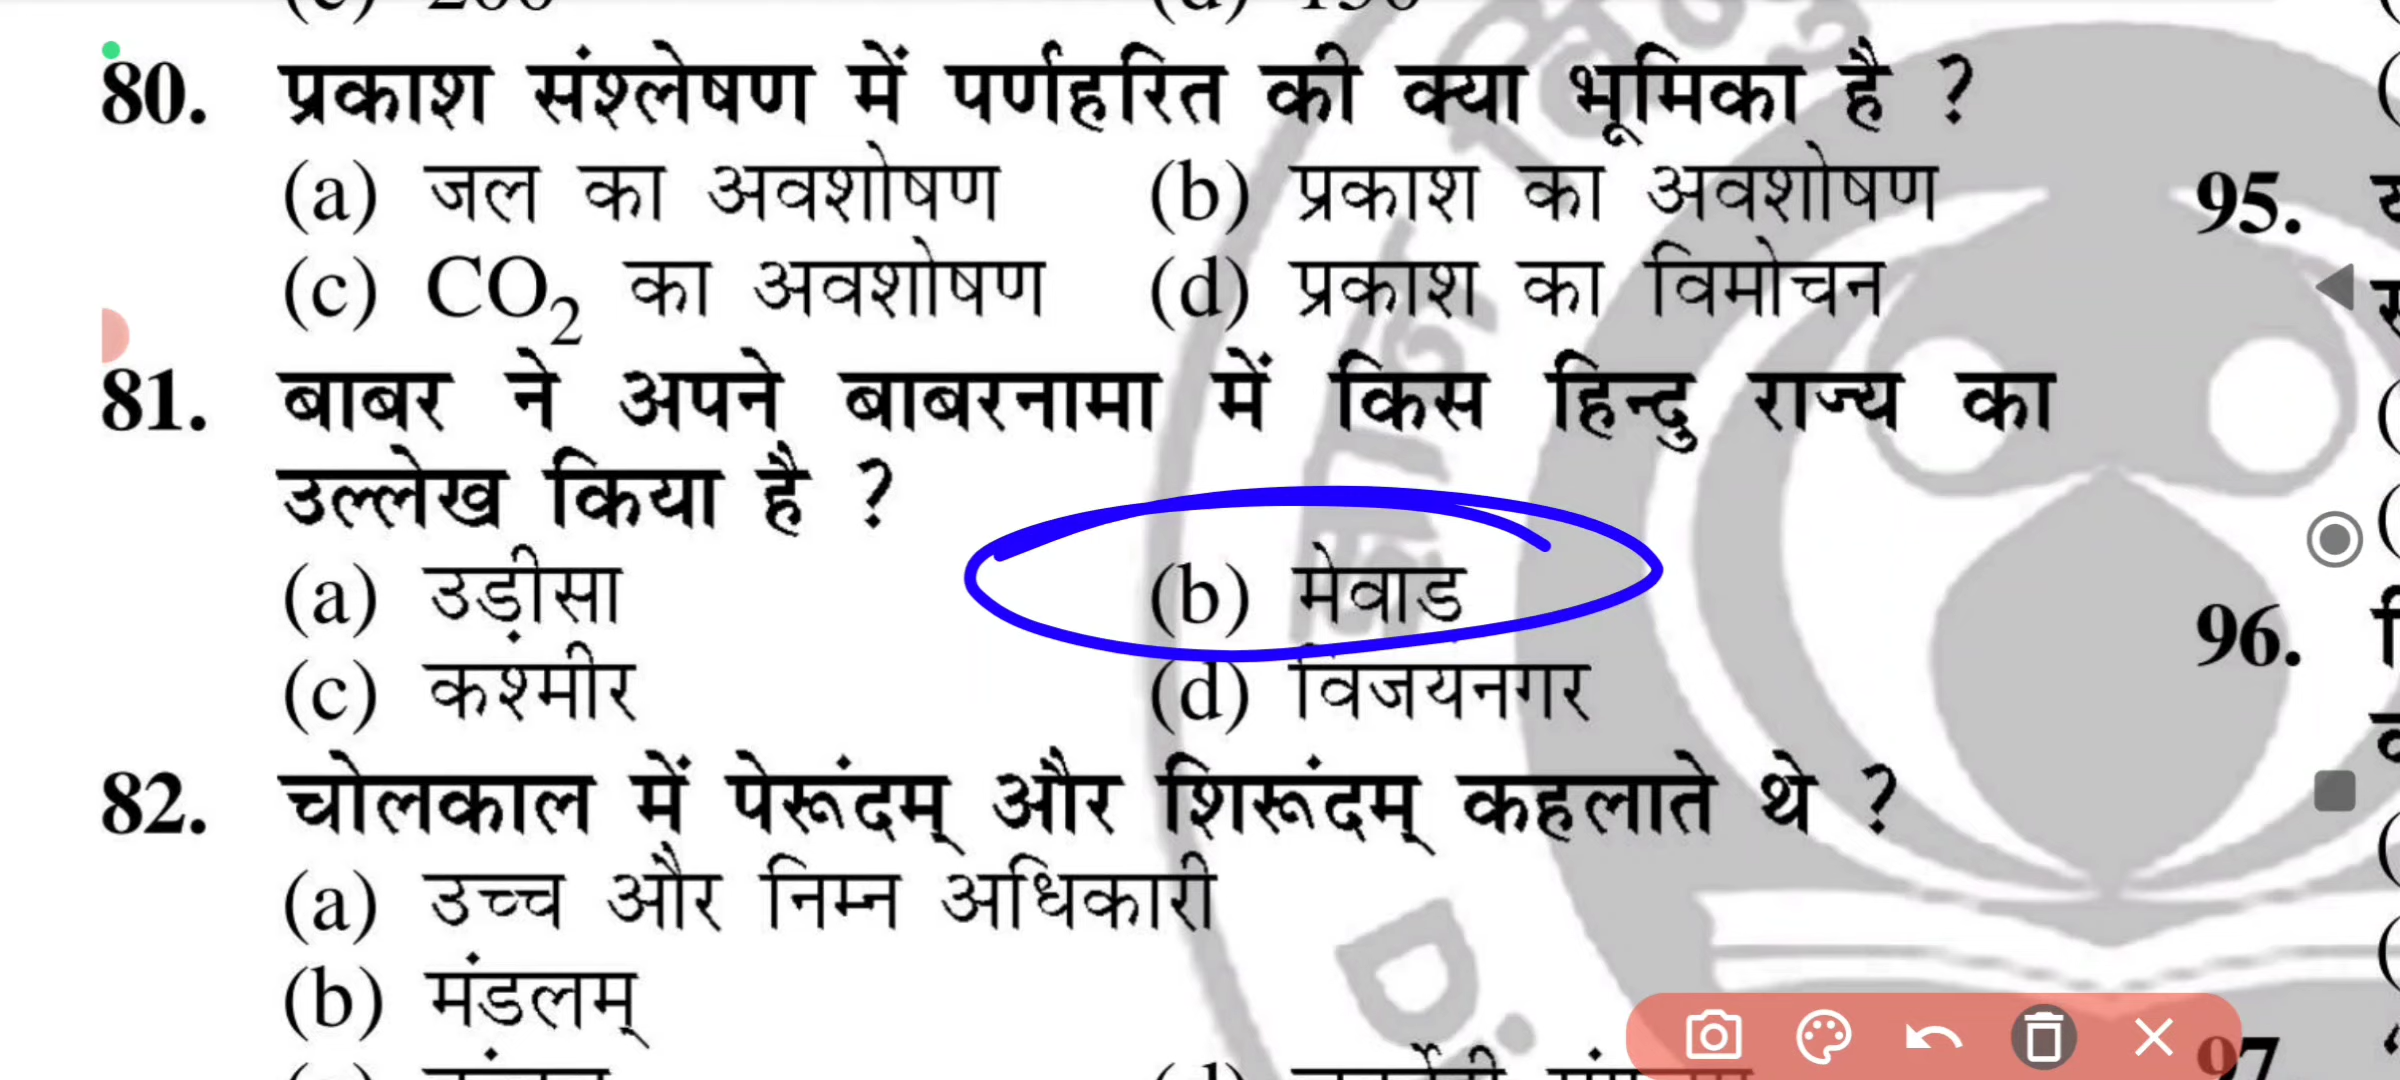 80. प्रकाश संश्लेषण में पर्णहरित की क्या भूमिका है ?
(a) जल का अवशोषण (b) प्रकाश का अवशोषण
(c) CO₂ का अवशोषण (d) प्रकाश का विमोचन
81. बाबर ने अपने बाबरनामा में किस हिन्दु राज्य का
उल्लेख किया है ?
(a) उड़ीसा (b) मेवाड
(c) कश्मीर (d) विजयनगर
82. चोलकाल में पेरूंदम् और शिरूंदम् कहलाते थे ?
(a) उच्च और निम्न अधिकारी
(b) मंडलम्
95.
96.
97